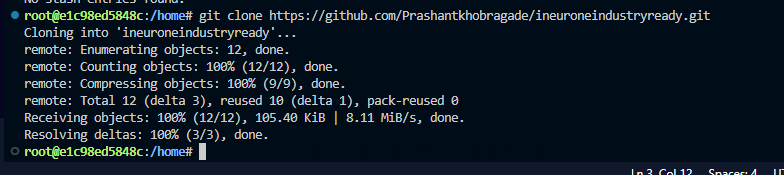 No stash entries found.
root@e1c98ed5848c:/home# git clone https://github.com/Prashantkhobragade/ineuroneindustryready.git
Cloning into 'ineuroneindustryready'...
remote: Enumerating objects: 12, done.
remote: Counting objects: 100% (12/12), done.
remote: Compressing objects: 100% (9/9), done.
remote: Total 12 (delta 3), reused 10 (delta 1), pack-reused 0
Receiving objects: 100% (12/12), 105.40 KiB | 8.11 MiB/s, done.
Resolving deltas: 100% (3/3), done.
root@e1c98ed5848c:/home#
Ln 3, Col 12 Spaces: 4